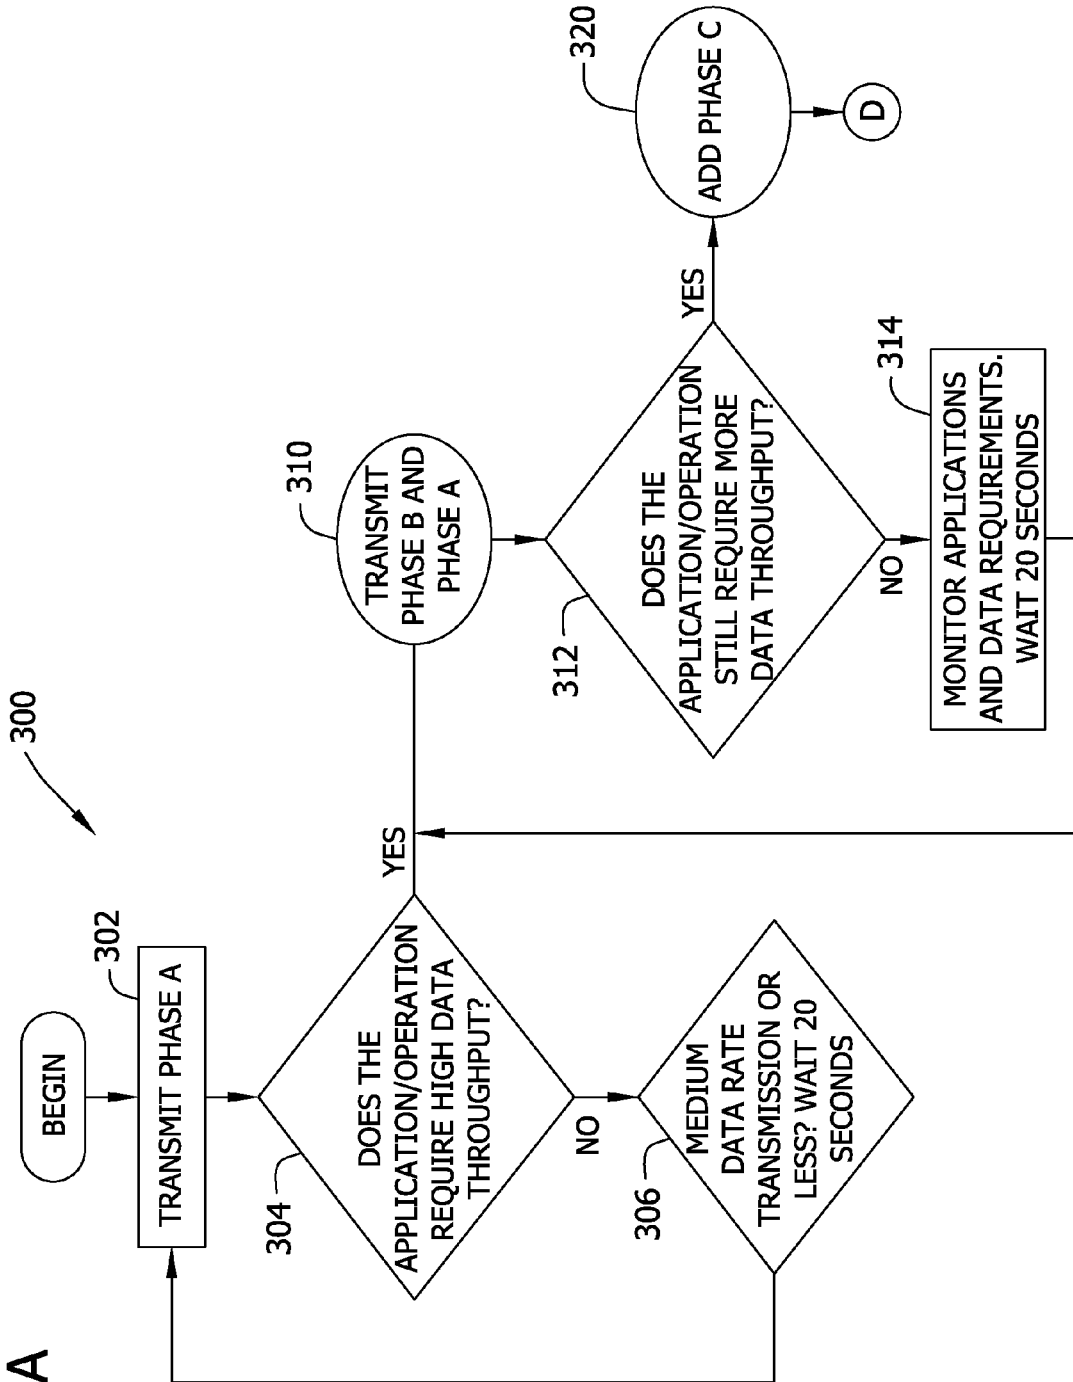 A
300
BEGIN
302
TRANSMIT PHASE A
304
DOES THE
APPLICATION/OPERATION
REQUIRE HIGH DATA
THROUGHPUT?
YES
NO
306
MEDIUM
DATA RATE
TRANSMISSION OR
LESS? WAIT 20
SECONDS
310
TRANSMIT
PHASE B AND
PHASE A
312
DOES THE
APPLICATION/OPERATION
STILL REQUIRE MORE
DATA THROUGHPUT?
YES
NO
314
MONITOR APPLICATIONS
AND DATA REQUIREMENTS.
WAIT 20 SECONDS
320
ADD PHASE C
D